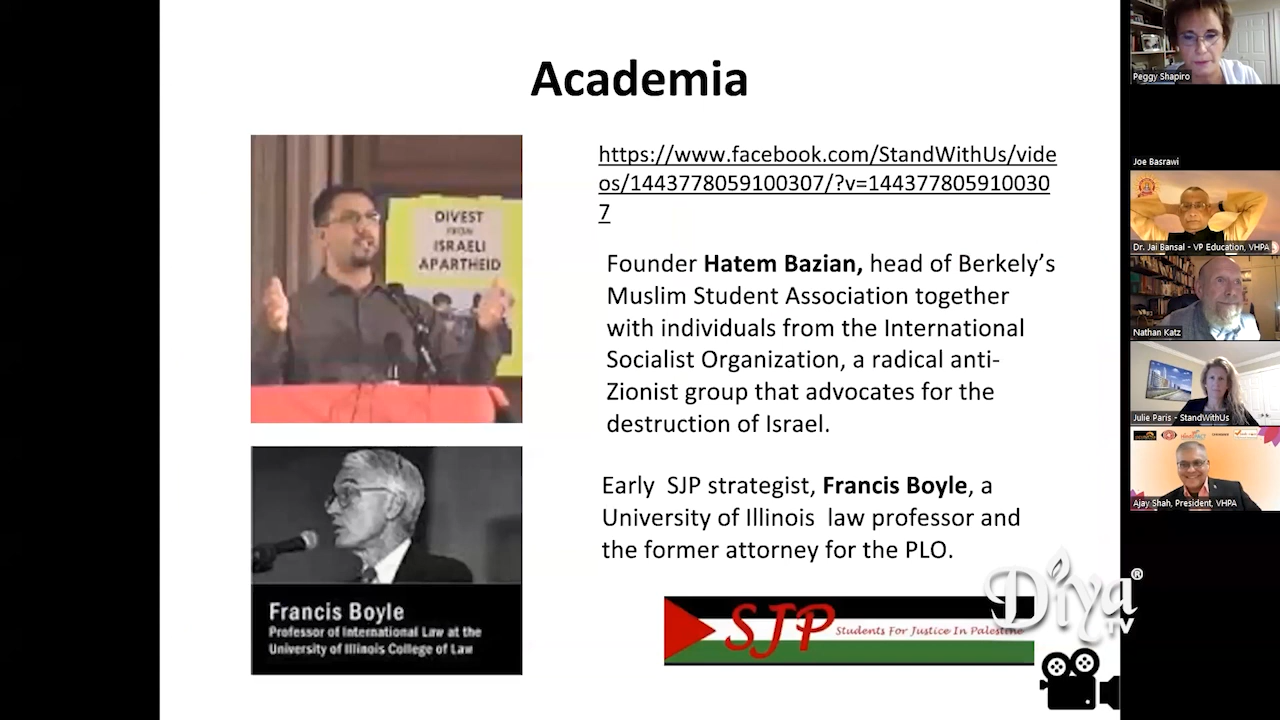 Academia
https://www.facebook.com/StandWithUs/vide
os/1443778059100307/?v=144377805910030
7
Founder Hatem Bazian, head of Berkely’s
Muslim Student Association together
with individuals from the International
Socialist Organization, a radical anti-
Zionist group that advocates for the
destruction of Israel.
Early SJP strategist, Francis Boyle, a
University of Illinois law professor and
the former attorney for the PLO.
DIVEST
FROM
ISRAELI
APARTHEID
Francis Boyle
Professor of International Law at the
University of Illinois College of Law
SJP Students For Justice In Palestine
Diya ®
TV
Peggy Shapiro
Joe Basrawi
Dr. Jai Bansal - VP Education, VHPA
Nathan Katz
Julie Paris - StandWithUs
Ajay Shah, President, VHPA